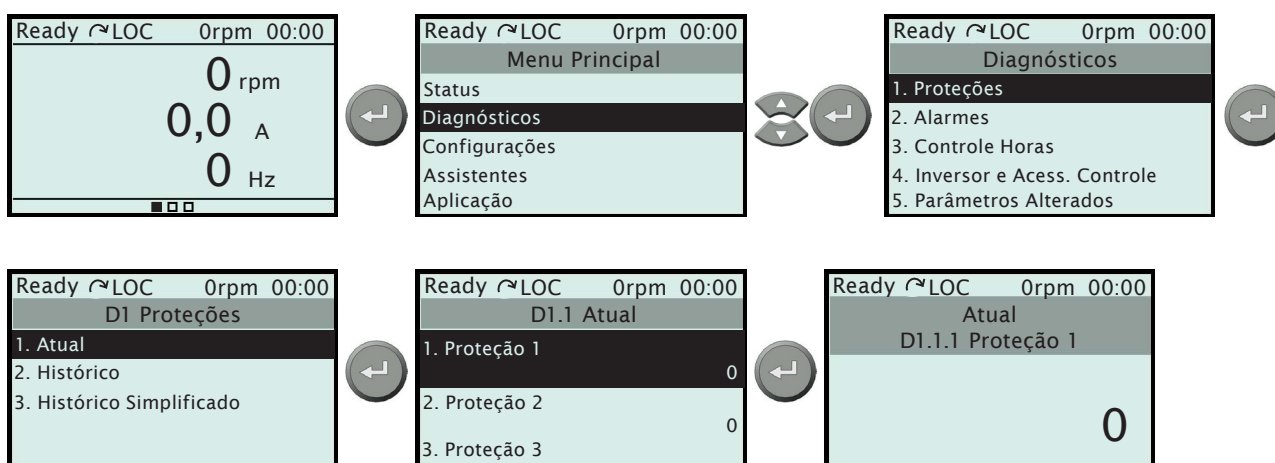 Ready LOC 0rpm 00:00
0 rpm
0,0 A
0 Hz
Ready LOC 0rpm 00:00
Menu Principal
Status
Diagnósticos
Configurações
Assistentes
Aplicação
Ready LOC 0rpm 00:00
Diagnósticos
1. Proteções
2. Alarmes
3. Controle Horas
4. Inversor e Acess. Controle
5. Parâmetros Alterados
Ready LOC 0rpm 00:00
D1 Proteções
1. Atual
2. Histórico
3. Histórico Simplificado
Ready LOC 0rpm 00:00
D1.1 Atual
1. Proteção 1
0
2. Proteção 2
0
3. Proteção 3
Ready LOC 0rpm 00:00
Atual
D1.1.1 Proteção 1
0